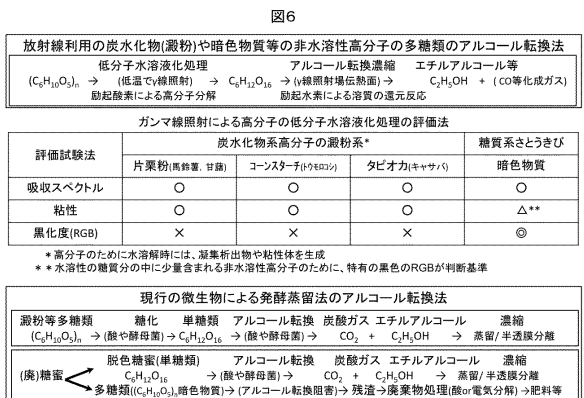 図6
放射線利用の炭水化物(澱粉)や暗色物質等の非水溶性高分子の多糖類のアルコール転換法
低分子水溶液化処理 アルコール転換濃縮 エチルアルコール等
(C₆H₁₀O₅)n → (低温でγ線照射) → C₆H₁₂O₁₆ → (γ線照射場伝熱面) → C₂H₅OH + (CO等化成ガス)
励起酸素による高分子分解 励起水素による溶質の還元反応
ガンマ線照射による高分子の低分子水溶液化処理の評価法
評価試験法 炭水化物系高分子の澱粉系* 糖質系さとうきび
片栗粉(馬鈴薯, 甘藷) コーンスターチ(トウモロコシ) タピオカ(キャサバ) 暗色物質
吸収スペクトル ○ ○ ○ ○
粘性 ○ ○ ○ △**
黒化度(RGB) × × × ◎
*高分子のために水溶解時には、凝集析出物や粘性体を生成
**水溶性の糖質分の中に少量含まれる非水溶性高分子のために、特有の黒色のRGBが判断基準
現行の微生物による発酵蒸留法のアルコール転換法
澱粉等多糖類 糖化 単糖類 アルコール転換 炭酸ガス エチルアルコール 濃縮
(C₆H₁₀O₅)n → (酸や酵母菌) → C₆H₁₂O₁₆ → (酸や酵母菌) → CO₂ + C₂H₅OH → 蒸留/半透膜分離
脱色糖蜜(単糖類) アルコール転換 炭酸ガス エチルアルコール 濃縮
(廃)糖蜜 C₆H₁₂O₁₆ → (酸や酵母菌) → CO₂ + C₂H₅OH → 蒸留/半透膜分離
多糖類((C₆H₁₀O₅)n暗色物質) → (アルコール転換阻害) → 残渣 → 廃棄物処理(酸or電気分解) → 肥料等